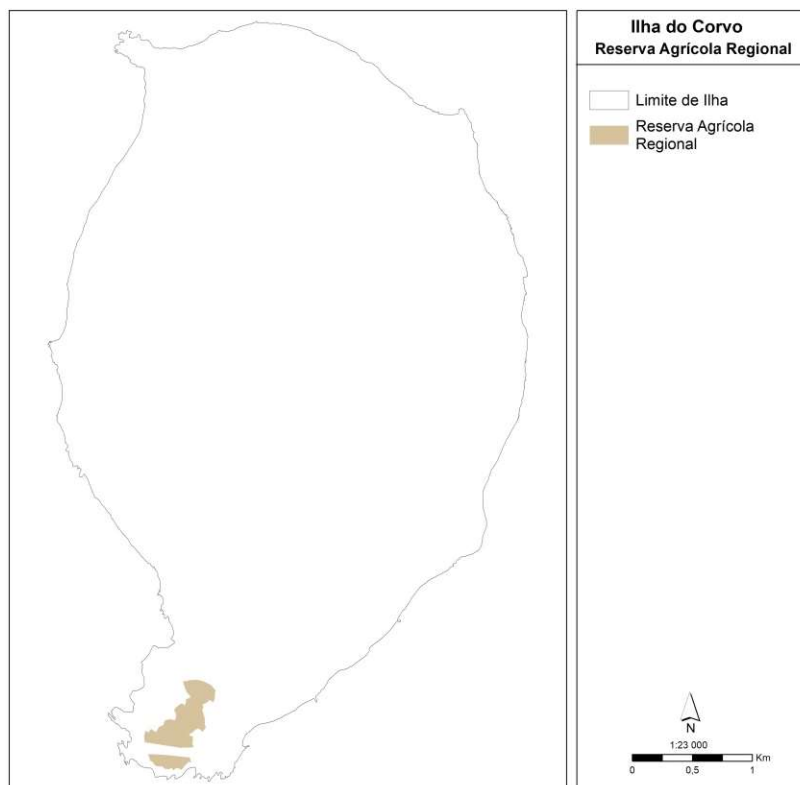 Ilha do Corvo
Reserva Agrícola Regional
Limite de Ilha
Reserva Agrícola
Regional
N
1:23 000
Km
0 0,5 1